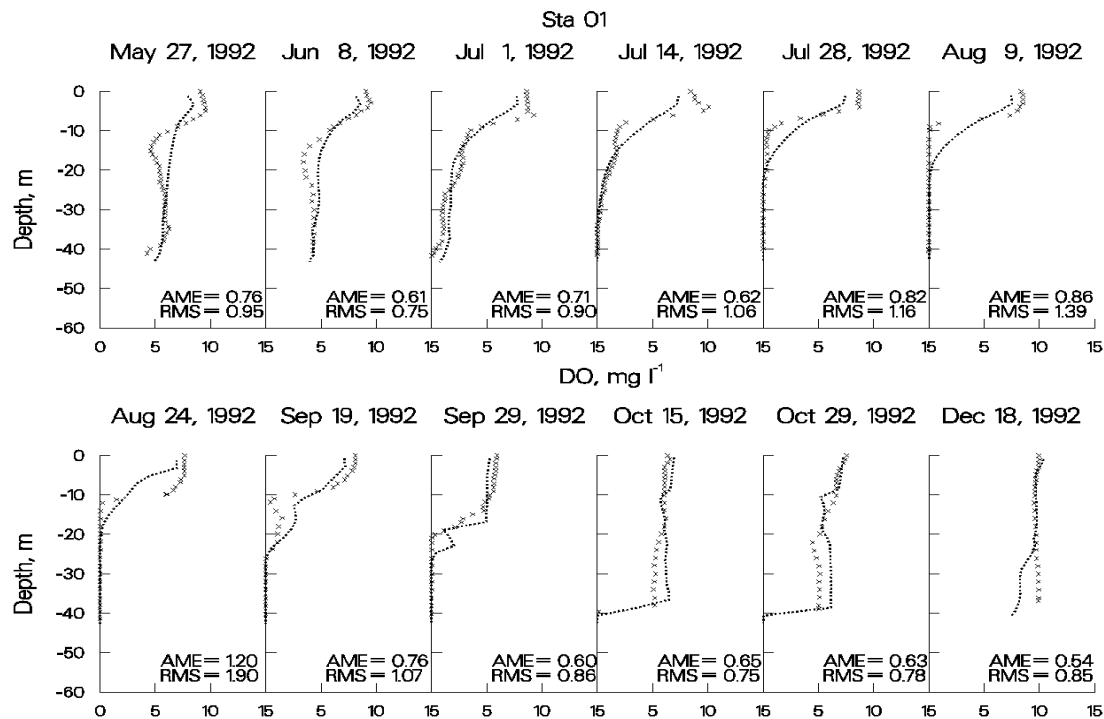 Sta 01
May 27, 1992 Jun 8, 1992 Jul 1, 1992 Jul 14, 1992 Jul 28, 1992 Aug 9, 1992
0
-10
-20
-30
-40
-50
-60
Depth, m
AME= 0.76 AME= 0.61 AME= 0.71 AME= 0.62 AME= 0.82 AME= 0.86
RMS= 0.95 RMS= 0.75 RMS= 0.90 RMS= 1.06 RMS= 1.16 RMS= 1.39
0 5 10 15 5 10 15 5 10 15 5 10 15 5 10 15 5 10 15
DO, mg l⁻¹
Aug 24, 1992 Sep 19, 1992 Sep 29, 1992 Oct 15, 1992 Oct 29, 1992 Dec 18, 1992
0
-10
-20
-30
-40
-50
-60
Depth, m
AME= 1.20 AME= 0.76 AME= 0.60 AME= 0.65 AME= 0.63 AME= 0.54
RMS= 1.90 RMS= 1.07 RMS= 0.86 RMS= 0.75 RMS= 0.78 RMS= 0.85
0 5 10 15 5 10 15 5 10 15 5 10 15 5 10 15 5 10 15